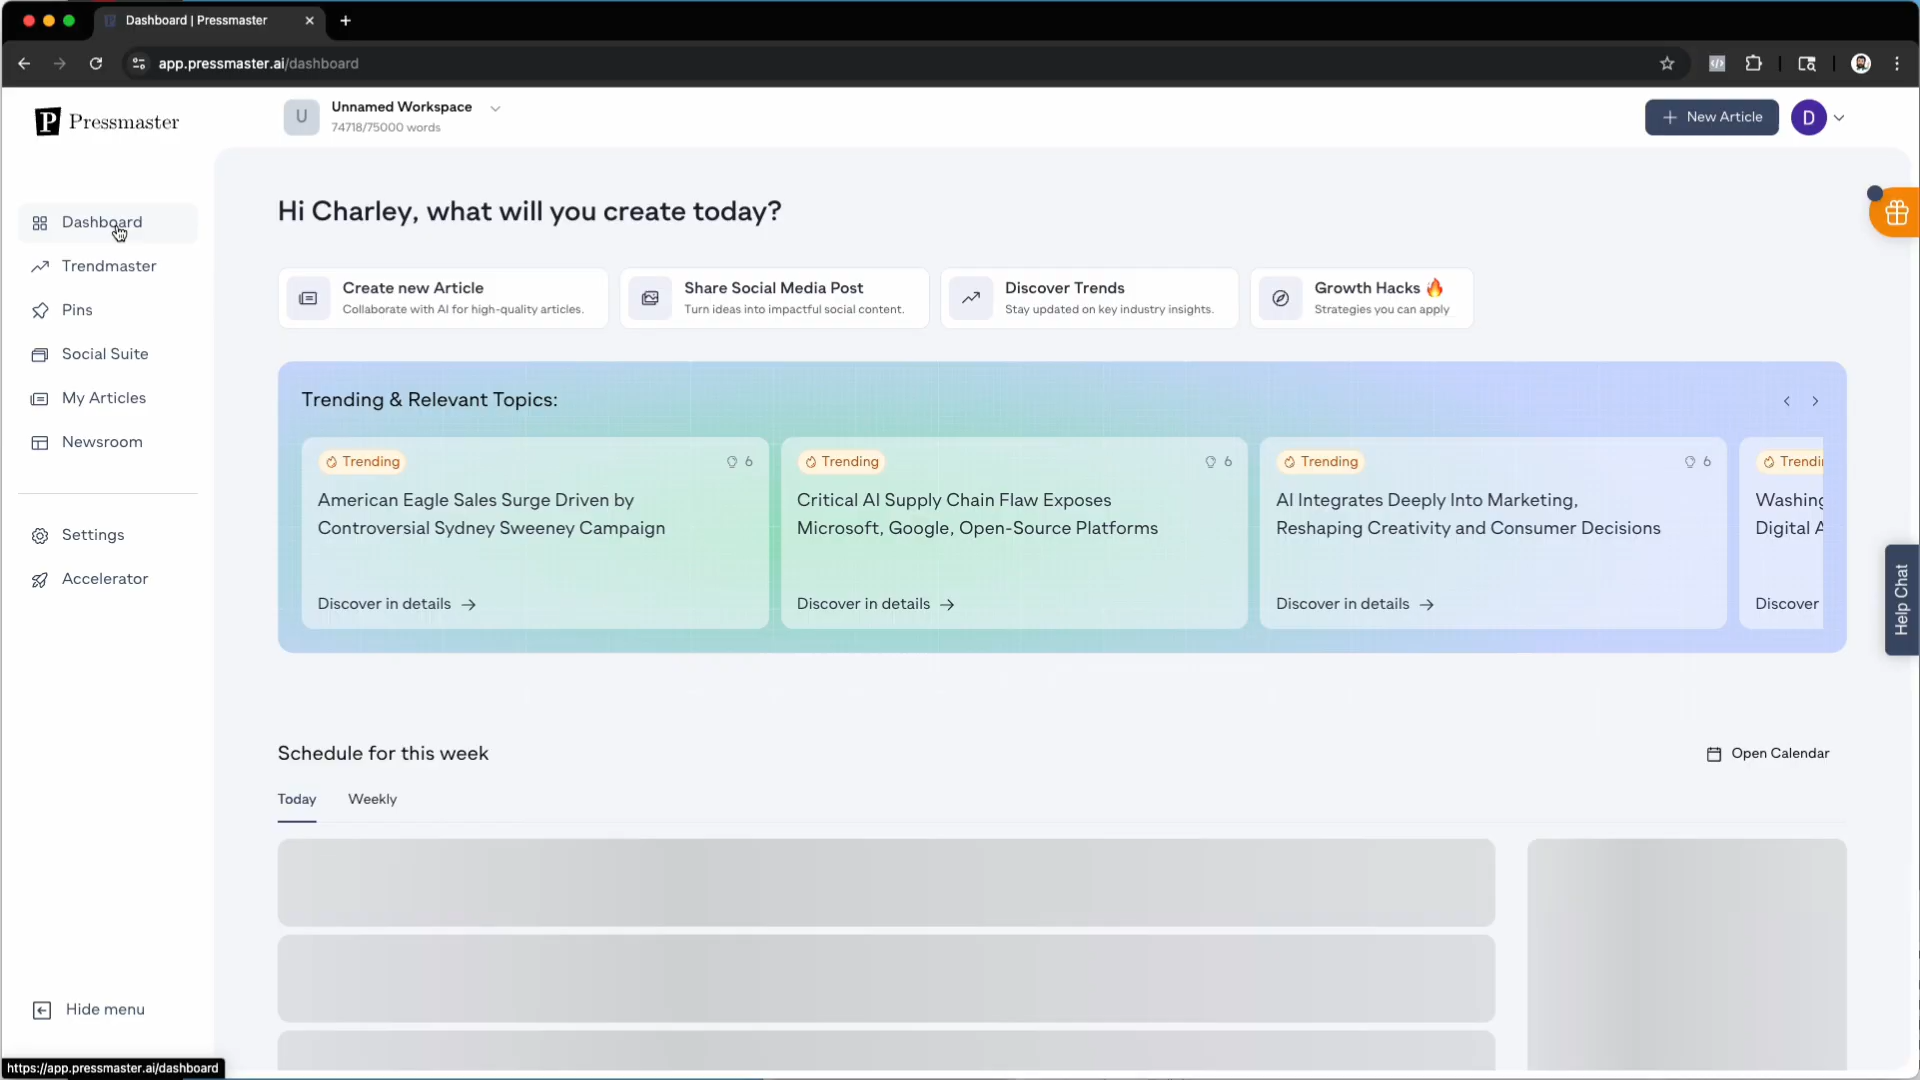 Dashboard | Pressmaster
app.pressmaster.ai/dashboard
P Pressmaster
U
Unnamed Workspace
74718/75000 words
New Article
D
Dashboard
Trendmaster
Pins
Social Suite
My Articles
Newsroom
Settings
Accelerator
Hide menu
Hi Charley, what will you create today?
Create new Article
Collaborate with AI for high-quality articles.
Share Social Media Post
Turn ideas into impactful social content.
Discover Trends
Stay updated on key industry insights.
Growth Hacks 🔥
Strategies you can apply
Trending & Relevant Topics:
Trending
6
American Eagle Sales Surge Driven by
Controversial Sydney Sweeney Campaign
Discover in details
Trending
6
Critical AI Supply Chain Flaw Exposes
Microsoft, Google, Open-Source Platforms
Discover in details
Trending
6
AI Integrates Deeply Into Marketing,
Reshaping Creativity and Consumer Decisions
Discover in details
Trendi
Washing
Digital A
Discover
Help Chat
Schedule for this week
Open Calendar
Today
Weekly
https://app.pressmaster.ai/dashboard